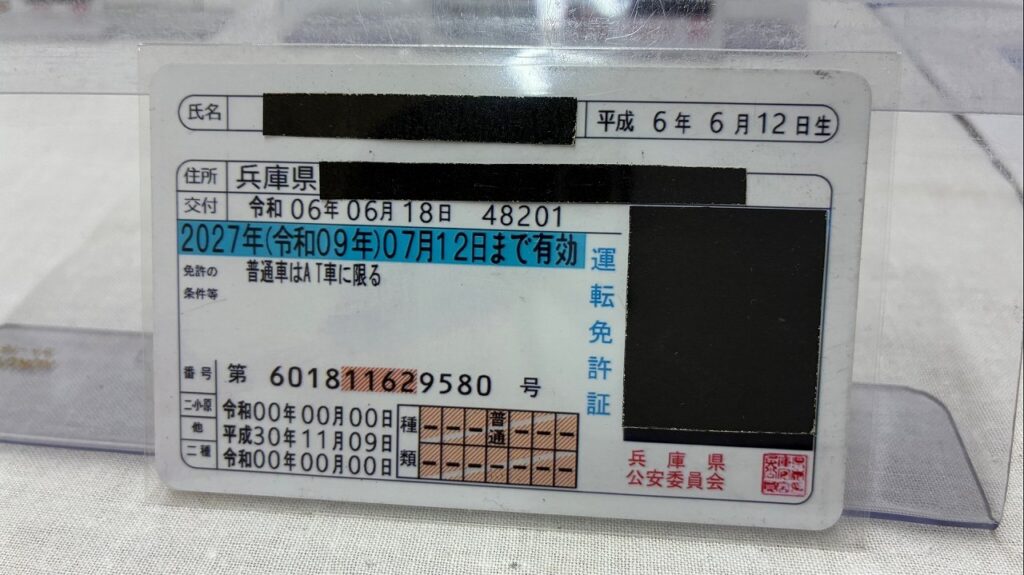 氏名 平成 6年 6月12日生
住所 兵庫県
交付 令和06年06月18日 48201
2027年(令和09年)07月12日まで有効
免許の
条件等
普通車はAT車に限る
運転免許証
番号 第 601811629580 号
二小原 令和00年00月00日
他 平成30年11月09日
二種 令和00年00月00日
種類
普通
兵庫県
公安委員会